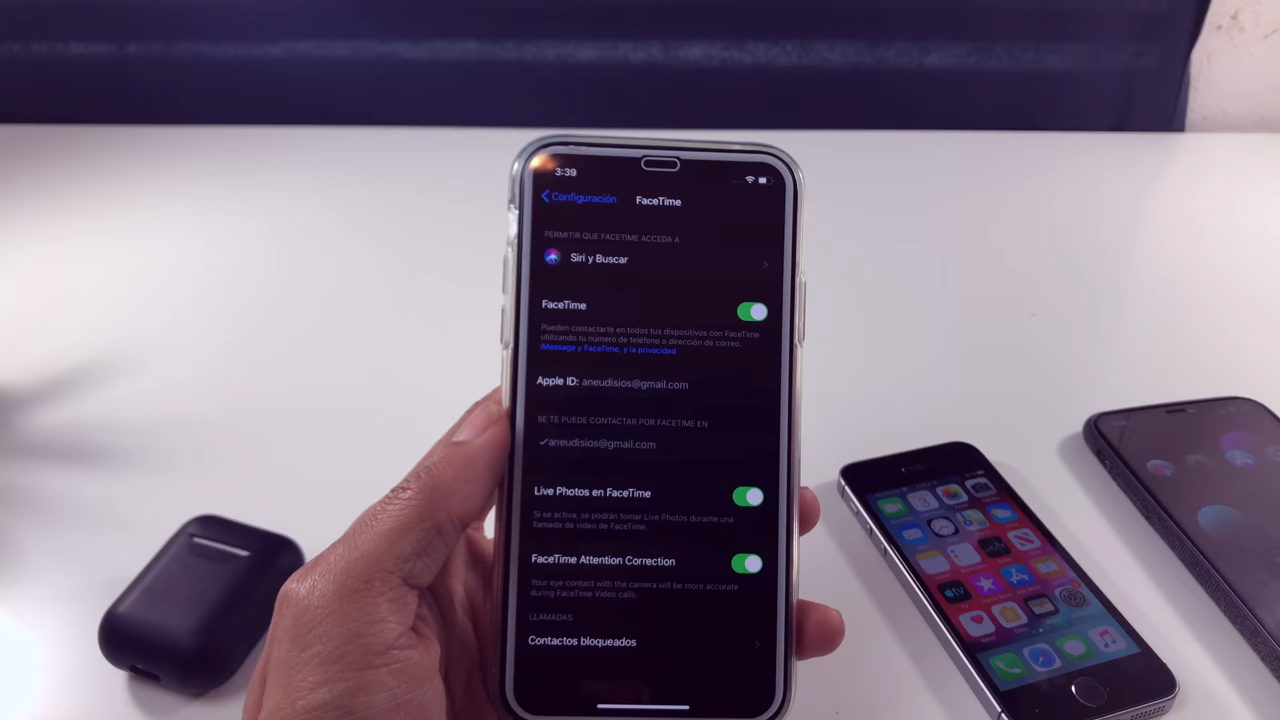 3:39
Configuración
FaceTime
PERMITIR QUE FACETIME ACCEDA A
Siri y Buscar
FaceTime
Pueden contactarte en todos tus dispositivos con FaceTime
utilizando tu número de teléfono o dirección de correo.
iMessage y FaceTime, y la privacidad
Apple ID: aneudisios@gmail.com
SE TE PUEDE CONTACTAR POR FACETIME EN
✓aneudisios@gmail.com
Live Photos en FaceTime
Si se activa, se podrán tomar Live Photos durante una
llamada de video de FaceTime.
FaceTime Attention Correction
Your eye contact with the camera will be more accurate
during FaceTime Video calls.
LLAMADAS
Contactos bloqueados